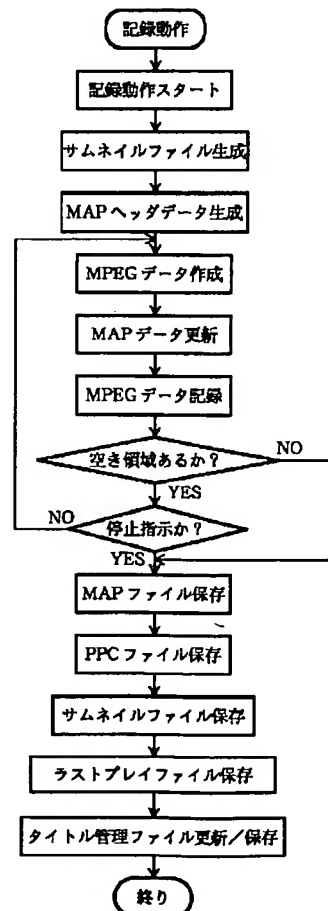 記録動作
記録動作スタート
サムネイルファイル生成
MAPヘッダデータ生成
MPEGデータ作成
MAPデータ更新
MPEGデータ記録
空き領域あるか?
NO
YES
停止指示か?
NO
YES
MAPファイル保存
PPCファイル保存
サムネイルファイル保存
ラストプレイファイル保存
タイトル管理ファイル更新/保存
終り